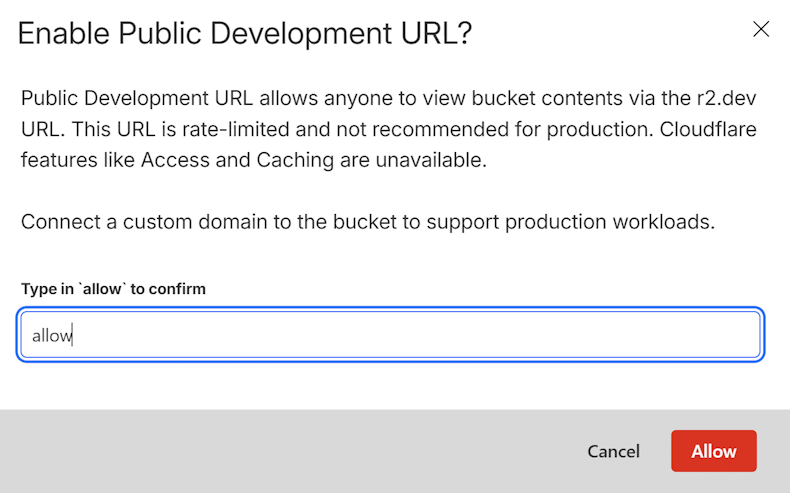 Enable Public Development URL?
Public Development URL allows anyone to view bucket contents via the r2.dev
URL. This URL is rate-limited and not recommended for production. Cloudflare
features like Access and Caching are unavailable.
Connect a custom domain to the bucket to support production workloads.
Type in `allow` to confirm
allow
Cancel
Allow